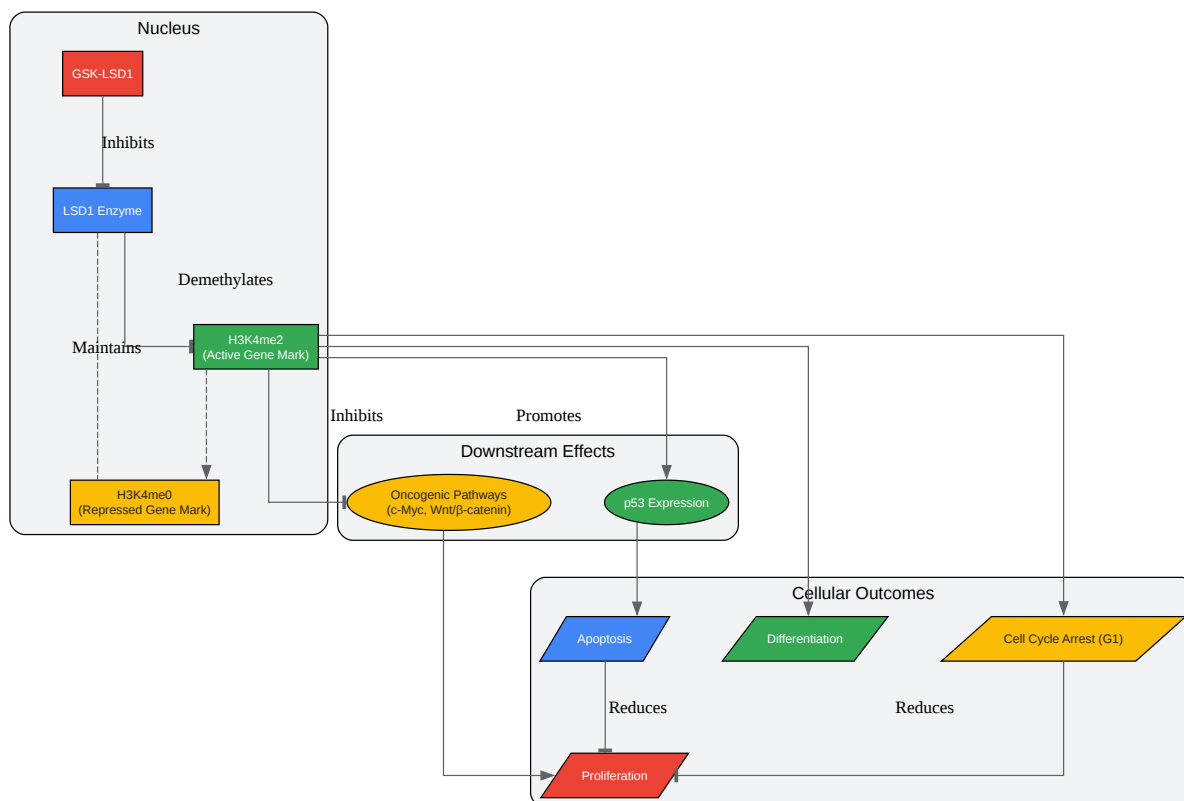 Nucleus
GSK-LSD1
Inhibits
LSD1 Enzyme
Demethylates
H3K4me2
(Active Gene Mark)
Maintains
Inhibits
Promotes
Downstream Effects
H3K4me0
(Repressed Gene Mark)
Oncogenic Pathways
(c-Myc, Wnt/β-catenin)
p53 Expression
Cellular Outcomes
Apoptosis
Differentiation
Cell Cycle Arrest (G1)
Reduces
Reduces
Proliferation